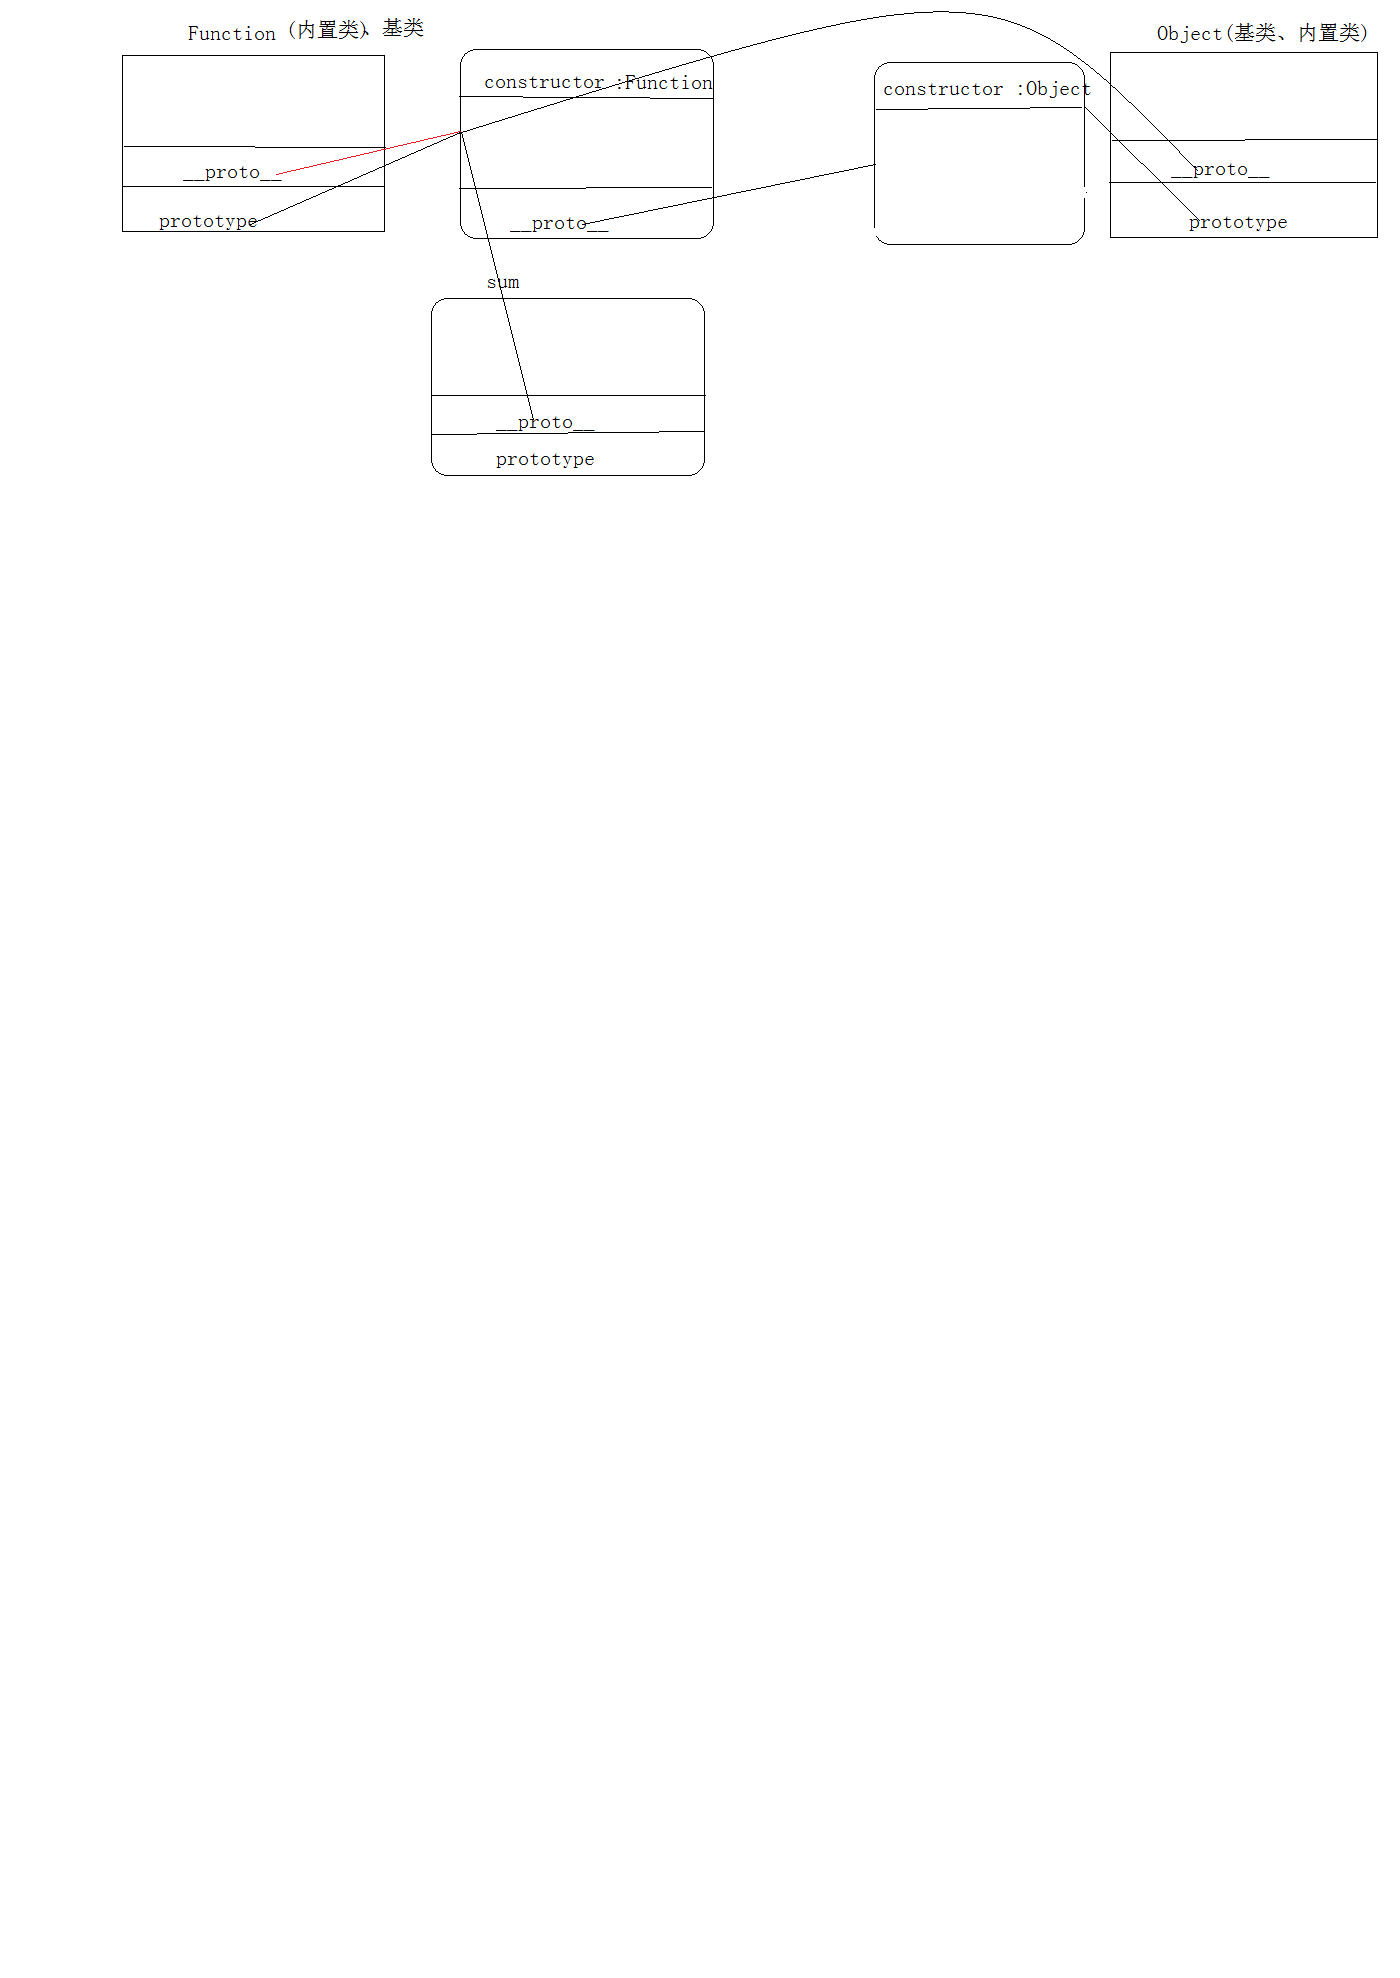 Function (内置类)、基类
__proto__
prototype
constructor :Function
__proto__
constructor :Object
Object(基类、内置类)
__proto__
prototype
sum
__proto__
prototype